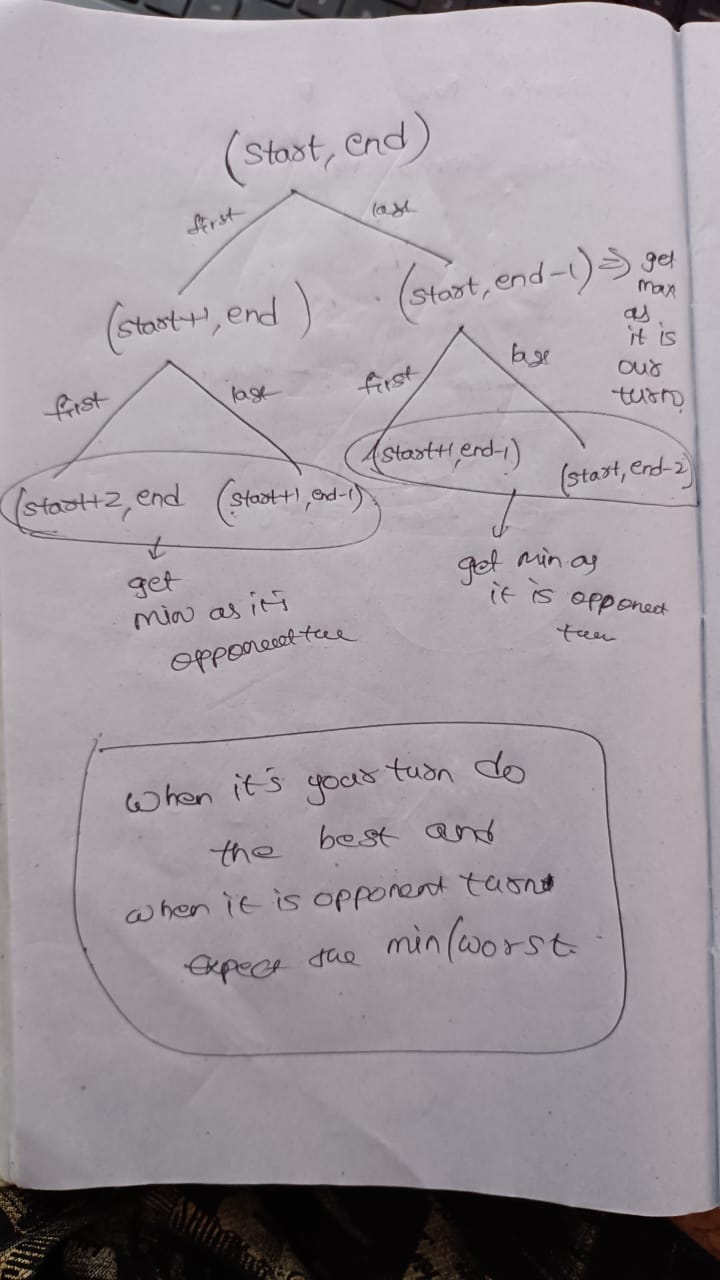 (start, end)
first
last
(start+1, end)
(start, end-1) => get
max
as
it is
our
turn
first
last
first
last
(start+2, end
(start+1, end-1)
(start+1, end-1)
(start, end-2)
get
min as it's
opponent
get min as
it is opponent
when it's your turn do
the best and
when it is opponent turn
expect the min/worst.